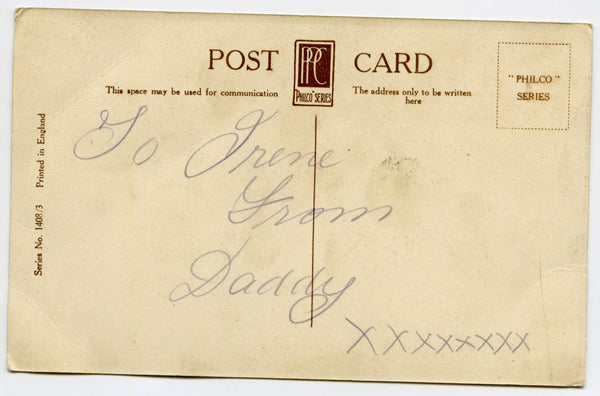 POST CARD
PPC
"PHILCO" SERIES
This space may be used for communication
The address only to be written
here
"PHILCO"
SERIES
Series No. 1408/3 Printed in England
To Irene
From
Daddy
XXXXXXXX